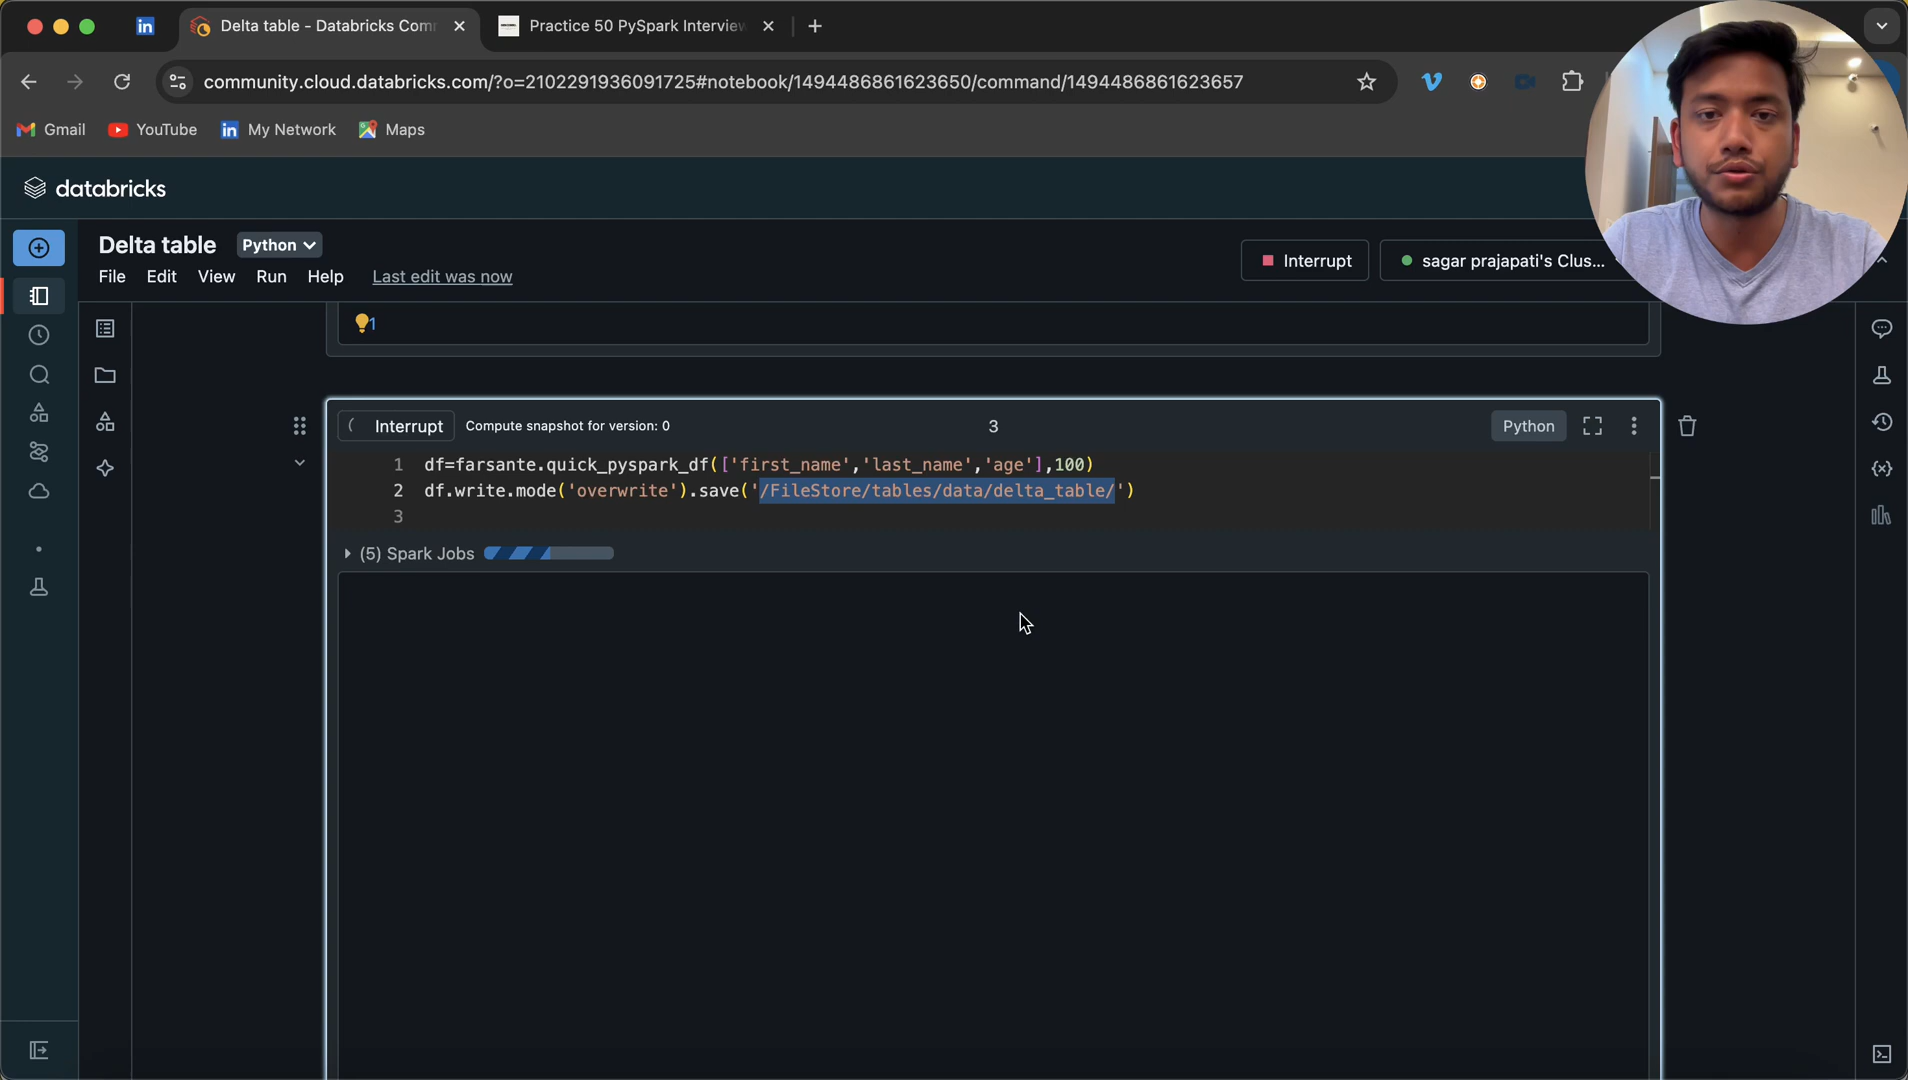 Delta table - Databricks Com
Practice 50 PySpark Interview
community.cloud.databricks.com/?o=2102291936091725#notebook/1494486861623650/command/1494486861623657
Gmail
YouTube
My Network
Maps
databricks
Delta table
Python
File
Edit
View
Run
Help
Last edit was now
Interrupt
sagar prajapati's Clus...
1
Interrupt
Compute snapshot for version: 0
3
Python
1 df=farsante.quick_pyspark_df(['first_name','last_name','age'],100)
2 df.write.mode('overwrite').save('/FileStore/tables/data/delta_table/')
3
(5) Spark Jobs